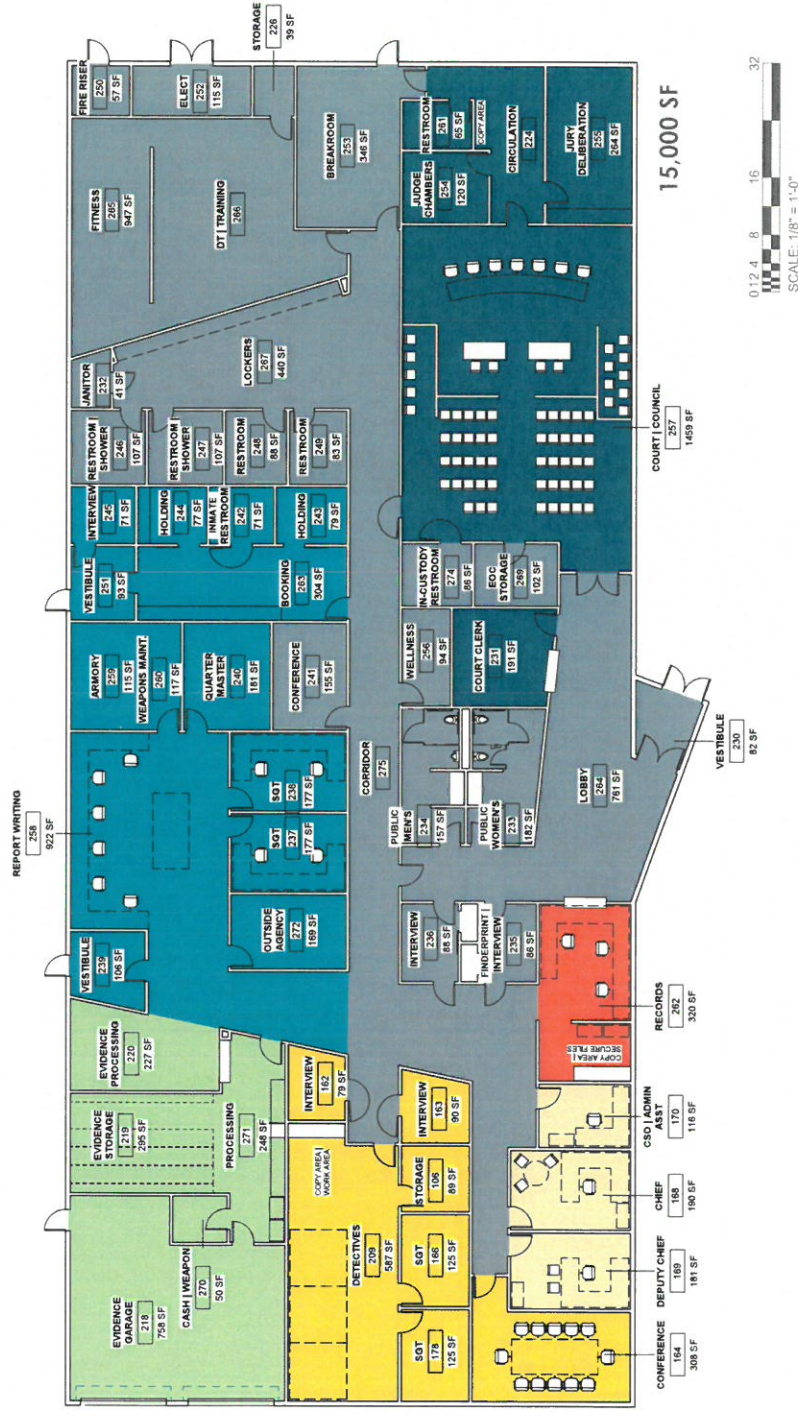 REPORT WRITING
258
922 SF
STORAGE
226
39 SF
EVIDENCE
GARAGE
218
758 SF
CASH | WEAPON
270
50 SF
EVIDENCE
STORAGE
219
295 SF
PROCESSING
271
248 SF
EVIDENCE
PROCESSING
220
227 SF
VESTIBULE
239
106 SF
OUTSIDE
AGENCY
272
169 SF
SGT
237
177 SF
SGT
238
177 SF
ARMORY
259
115 SF
WEAPONS MAINT.
260
117 SF
QUARTER
MASTER
240
181 SF
CONFERENCE
241
155 SF
VESTIBULE
251
93 SF
INTERVIEW
245
71 SF
HOLDING
244
77 SF
INMATE
RESTROOM
242
71 SF
HOLDING
243
79 SF
BOOKING
263
304 SF
RESTROOM |
SHOWER
246
107 SF
RESTROOM |
SHOWER
247
107 SF
RESTROOM
248
88 SF
RESTROOM
249
83 SF
JANITOR
232
41 SF
LOCKERS
267
440 SF
FITNESS
265
947 SF
DT | TRAINING
266
FIRE RISER
250
57 SF
ELECT
252
115 SF
BREAKROOM
253
346 SF
COPY AREA |
WORK AREA
DETECTIVES
209
587 SF
INTERVIEW
162
79 SF
CORRIDOR
275
SGT
178
125 SF
SGT
166
125 SF
STORAGE
106
89 SF
INTERVIEW
163
90 SF
INTERVIEW
236
88 SF
FINDERPRINT |
INTERVIEW
235
86 SF
PUBLIC
MEN'S
234
157 SF
PUBLIC
WOMEN'S
233
182 SF
WELLNESS
256
94 SF
COURT CLERK
231
191 SF
IN-CUSTODY
RESTROOM
274
86 SF
EOC
STORAGE
269
102 SF
JUDGE
CHAMBERS
254
120 SF
RESTROOM
261
65 SF
COPY AREA
CIRCULATION
224
JURY
DELIBERATION
255
264 SF
LOBBY
264
761 SF
COPY AREA |
SECURE FILES
CONFERENCE
164
308 SF
DEPUTY CHIEF
169
181 SF
CHIEF
168
190 SF
CSO | ADMIN
ASST
170
116 SF
RECORDS
262
320 SF
VESTIBULE
230
82 SF
COURT | COUNCIL
257
1459 SF
15,000 SF
0 1 2 4 8 16 32
SCALE: 1/8" = 1'-0"